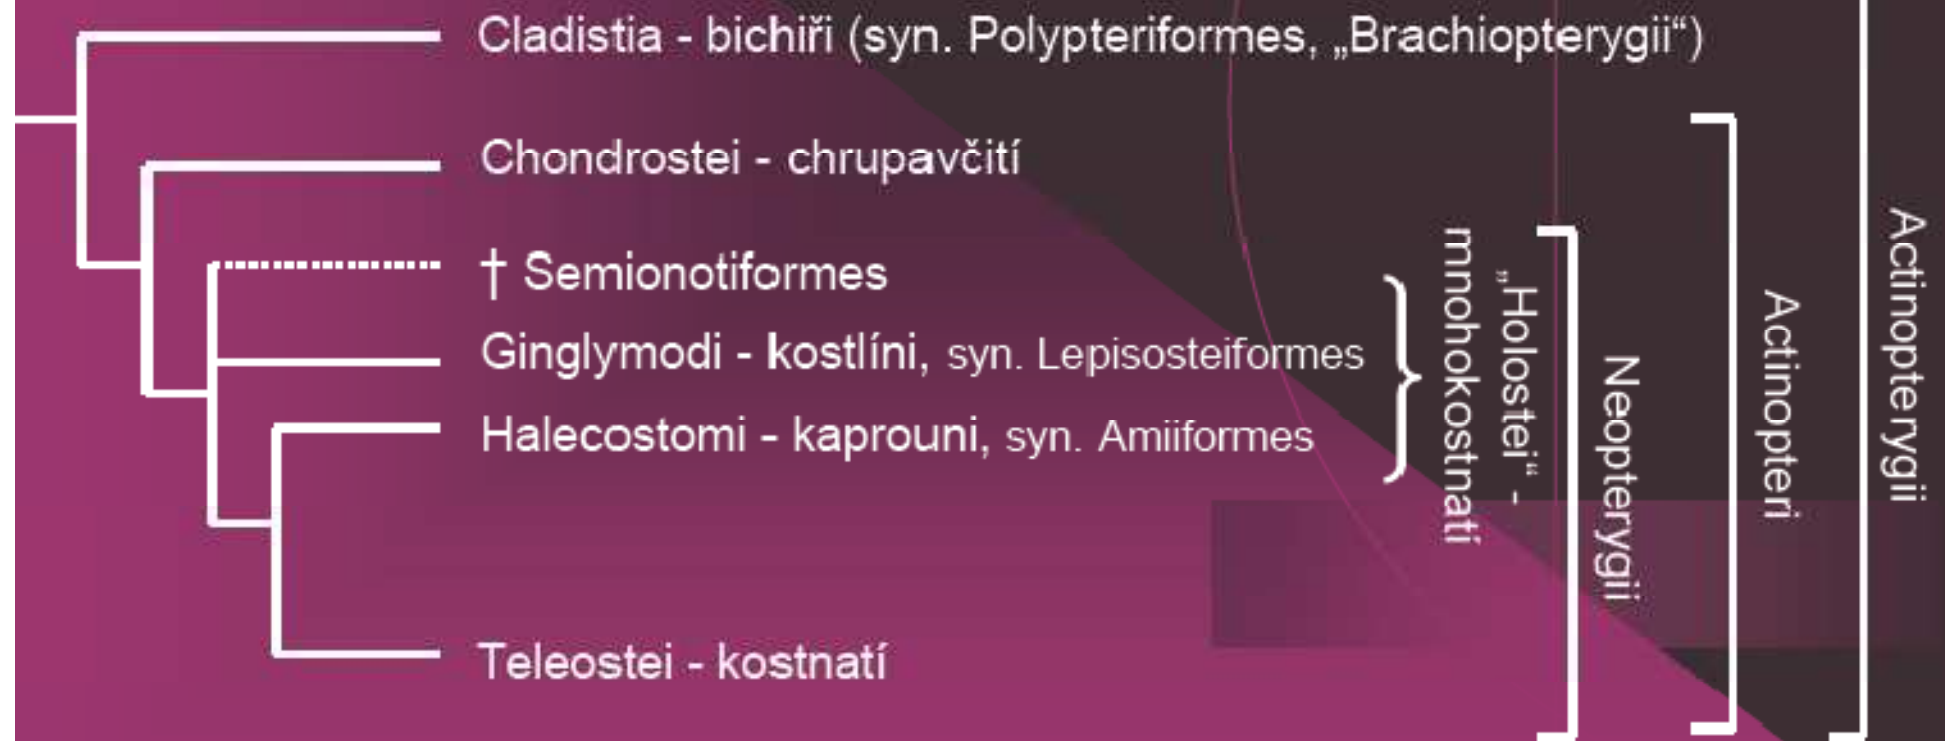 Cladistia - bichiři (syn. Polypteriformes, „Brachiopterygii“)
Chondrostei - chrupavčití
† Semionotiformes
Ginglymodi - kostlíni, syn. Lepisosteiformes
Halecostomi - kaprouni, syn. Amiiformes
Teleostei - kostnatí
„Holostei“ -
mnohokostnatí
Neopterygii
Actinopteri
Actinopterygii